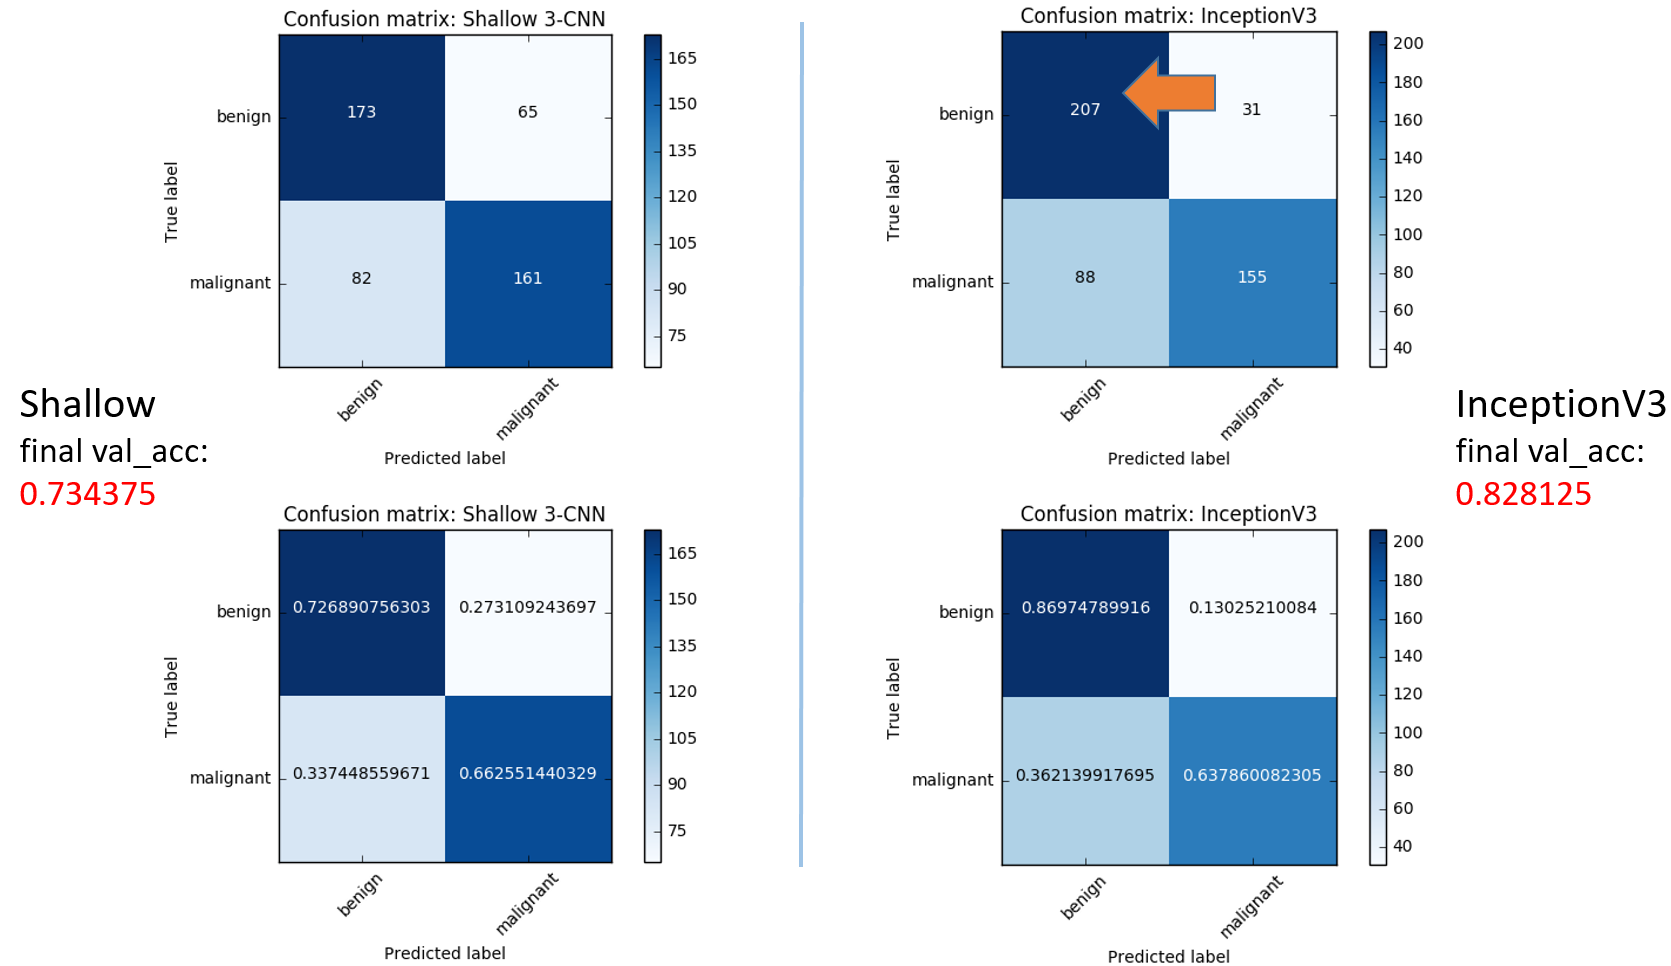 Confusion matrix: Shallow 3-CNN
173 65
82 161
benign
malignant
True label
benign malignant
Predicted label
165
150
135
120
105
90
75
Confusion matrix: InceptionV3
207 31
88 155
benign
malignant
True label
benign malignant
Predicted label
200
180
160
140
120
100
80
60
40
Shallow
final val_acc:
0.734375
InceptionV3
final val_acc:
0.828125
Confusion matrix: Shallow 3-CNN
0.726890756303 0.273109243697
0.337448559671 0.662551440329
benign
malignant
True label
benign malignant
Predicted label
165
150
135
120
105
90
75
Confusion matrix: InceptionV3
0.86974789916 0.13025210084
0.362139917695 0.637860082305
benign
malignant
True label
benign malignant
Predicted label
200
180
160
140
120
100
80
60
40